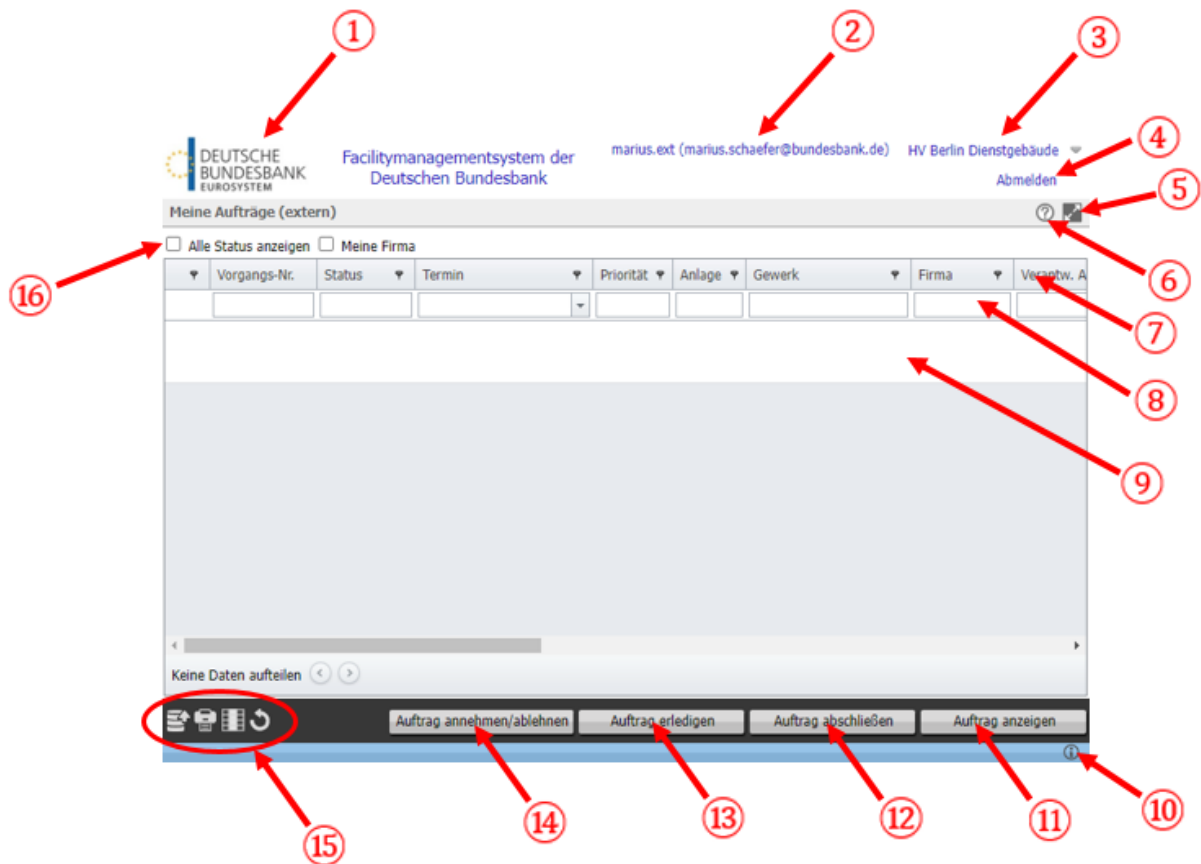 ① ② ③
④
DEUTSCHE
BUNDESBANK
EUROSYSTEM
Facilitymanagementsystem der
Deutschen Bundesbank
marius.ext (marius.schaefer@bundesbank.de)
HV Berlin Dienstgebäude
Abmelden
⑤
Meine Aufträge (extern)
⑥
Alle Status anzeigen Meine Firma
⑯
Vorgangs-Nr. Status Termin Priorität Anlage Gewerk Firma Verantw. A
⑦
⑧
⑨
Keine Daten aufteilen
Auftrag annehmen/ablehnen Auftrag erledigen Auftrag abschließen Auftrag anzeigen
⑩
⑪
⑫
⑬
⑭
⑮